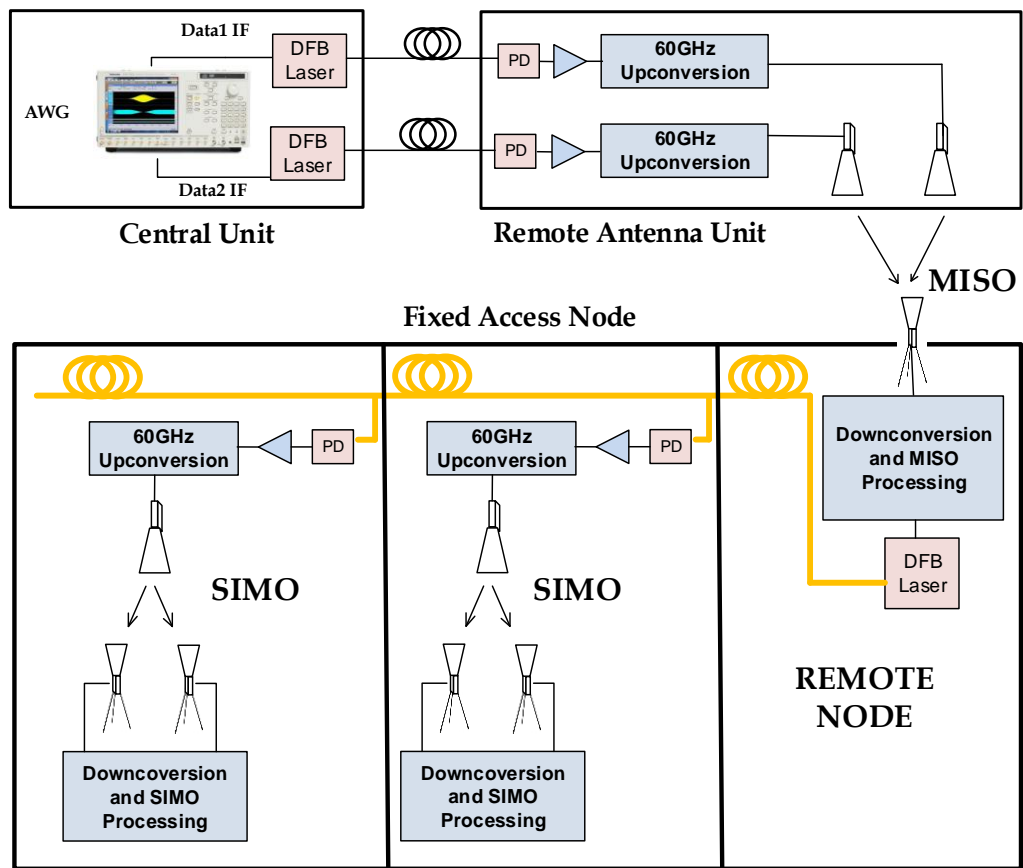 Data1 IF
DFB
Laser
PD
60GHz
Upconversion
AWG
DFB
Laser
PD
60GHz
Upconversion
Data2 IF
Central Unit
Remote Antenna Unit
MISO
Fixed Access Node
60GHz
Upconversion
PD
60GHz
Upconversion
PD
Downconversion
and MISO
Processing
DFB
Laser
SIMO
SIMO
REMOTE
NODE
Downcoversion
and SIMO
Processing
Downcoversion
and SIMO
Processing